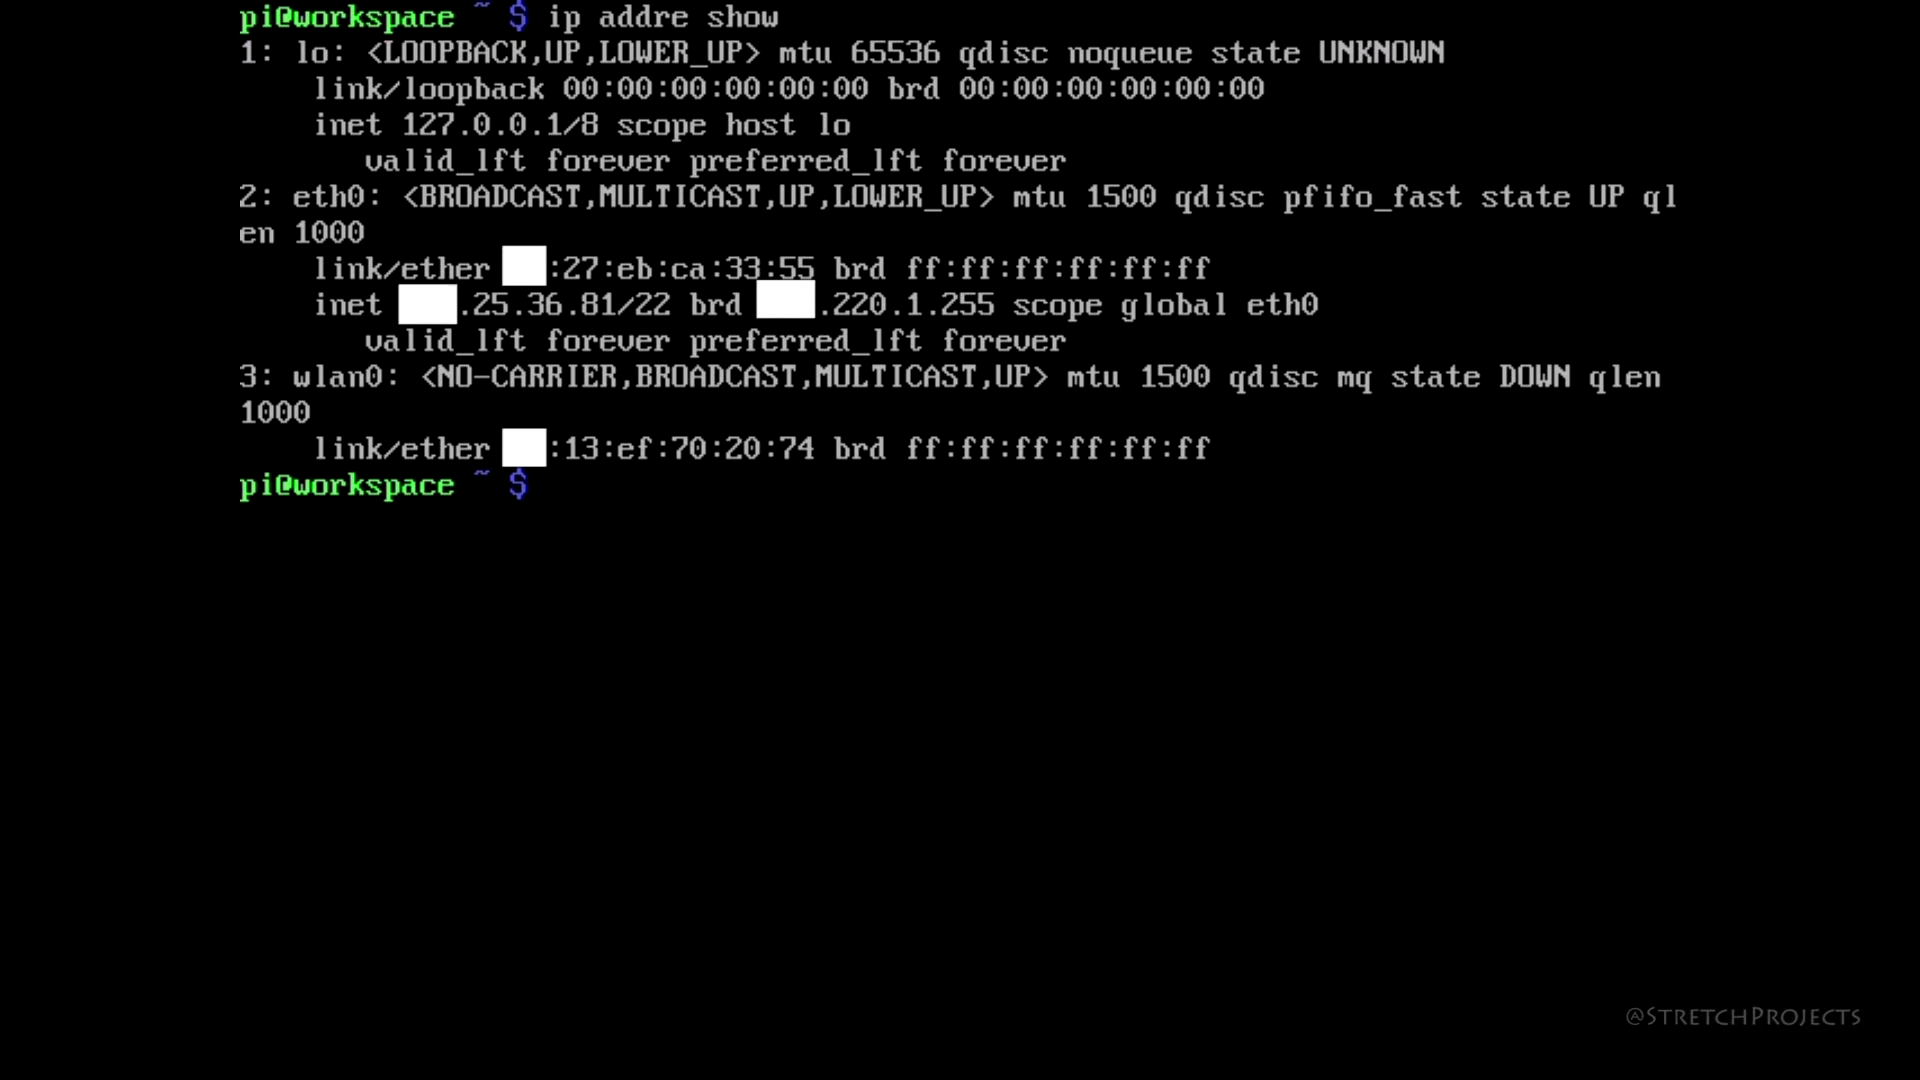 pi@workspace ~ $ ip addre show
1: lo: <LOOPBACK,UP,LOWER_UP> mtu 65536 qdisc noqueue state UNKNOWN
link/loopback 00:00:00:00:00:00 brd 00:00:00:00:00:00
inet 127.0.0.1/8 scope host lo
valid_lft forever preferred_lft forever
2: eth0: <BROADCAST,MULTICAST,UP,LOWER_UP> mtu 1500 qdisc pfifo_fast state UP ql
en 1000
link/ether :27:eb:ca:33:55 brd ff:ff:ff:ff:ff:ff
inet .25.36.81/22 brd .220.1.255 scope global eth0
valid_lft forever preferred_lft forever
3: wlan0: <NO-CARRIER,BROADCAST,MULTICAST,UP> mtu 1500 qdisc mq state DOWN qlen
1000
link/ether :13:ef:70:20:74 brd ff:ff:ff:ff:ff:ff
pi@workspace ~ $
@StretchProjects